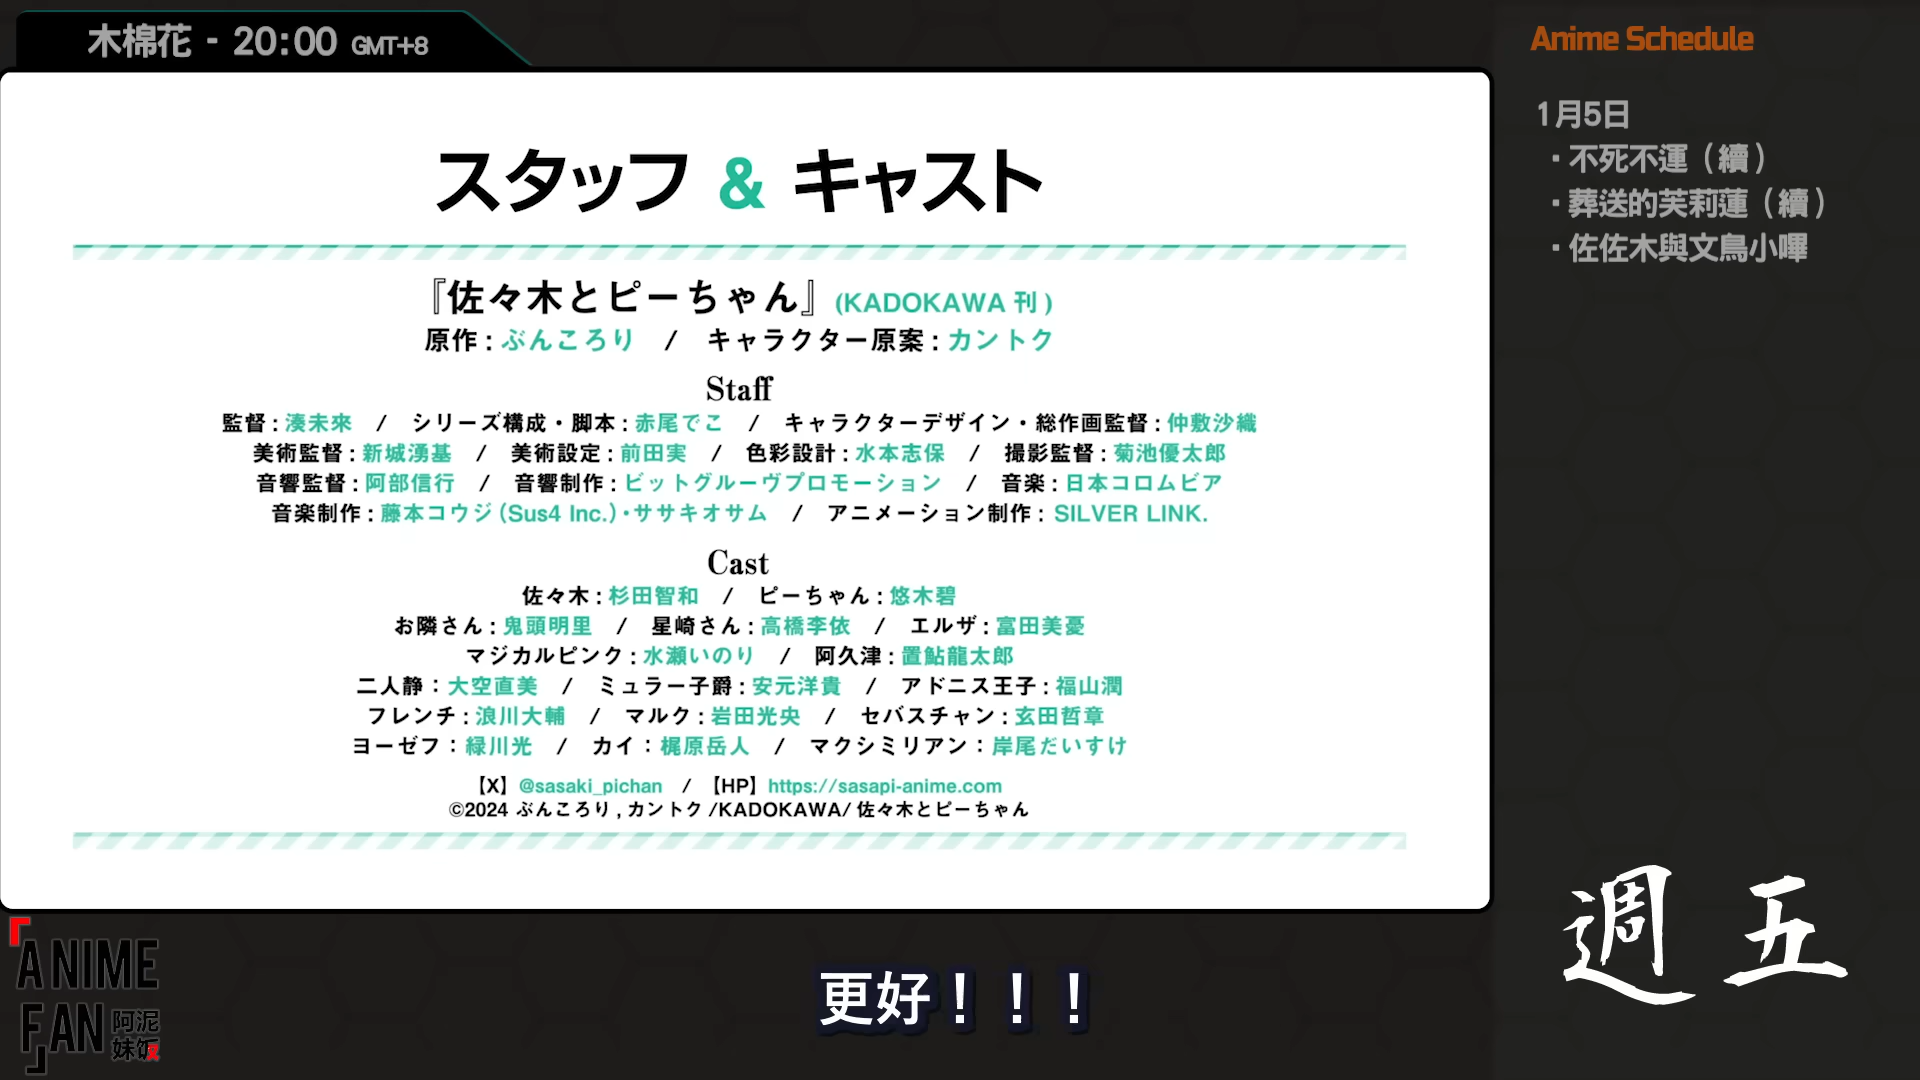 木棉花 - 20:00 GMT+8
スタッフ & キャスト
『佐々木とピーちゃん』(KADOKAWA 刊)
原作:ぶんころり / キャラクター原案:カントク
Staff
監督:湊未來 / シリーズ構成・脚本:赤尾でこ / キャラクターデザイン・総作画監督:仲敷沙織
美術監督:新城湧基 / 美術設定:前田実 / 色彩設計:水本志保 / 撮影監督:菊池優太郎
音響監督:阿部信行 / 音響制作:ビットグルーヴプロモーション / 音楽:日本コロムビア
音楽制作:藤本コウジ(Sus4 Inc.)・ササキオサム / アニメーション制作:SILVER LINK.
Cast
佐々木:杉田智和 / ピーちゃん:悠木碧
お隣さん:鬼頭明里 / 星崎さん:高橋李依 / エルザ:富田美憂
マジカルピンク:水瀬いのり / 阿久津:置鮎龍太郎
二人静:大空直美 / ミュラー子爵:安元洋貴 / アドニス王子:福山潤
フレンチ:浪川大輔 / マルク:岩田光央 / セバスチャン:玄田哲章
ヨーゼフ:緑川光 / カイ:梶原岳人 / マクシミリアン:岸尾だいすけ
【X】@sasaki_pichan / 【HP】https://sasapi-anime.com
©2024 ぶんころり,カントク/KADOKAWA/佐々木とピーちゃん
Anime Schedule
1月5日
・不死不運(續)
・葬送的芙莉蓮(續)
・佐佐木與文鳥小嗶
週五
更好!!!
「ANIME
FAN」阿泥
妹饭